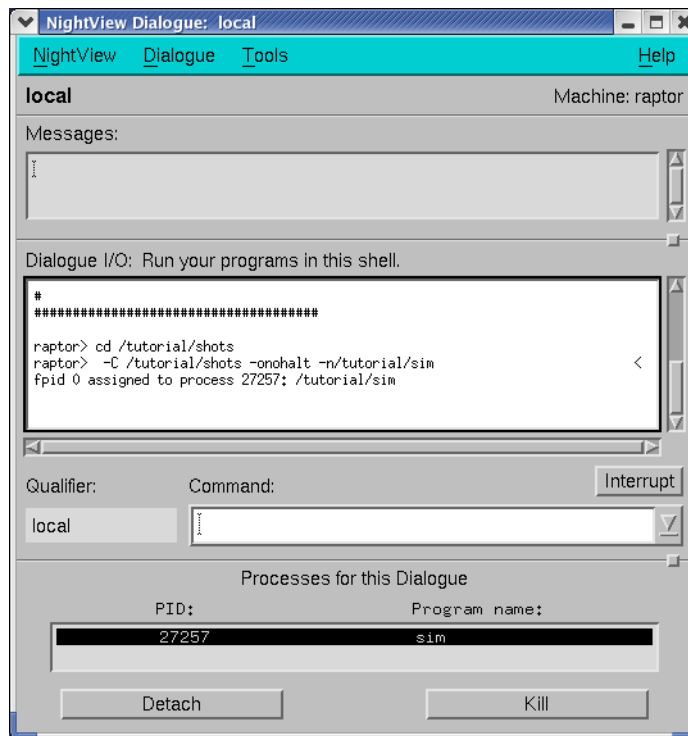 NightView Dialogue: local
NightView Dialogue Tools Help
local Machine: raptor
Messages:
Dialogue I/O: Run your programs in this shell.
#
#####################################
raptor> cd /tutorial/shots
raptor> -C /tutorial/shots -onohalt -n/tutorial/sim <
fpid 0 assigned to process 27257: /tutorial/sim
Interrupt
Qualifier: Command:
local
Processes for this Dialogue
PID: Program name:
27257 sim
Detach Kill